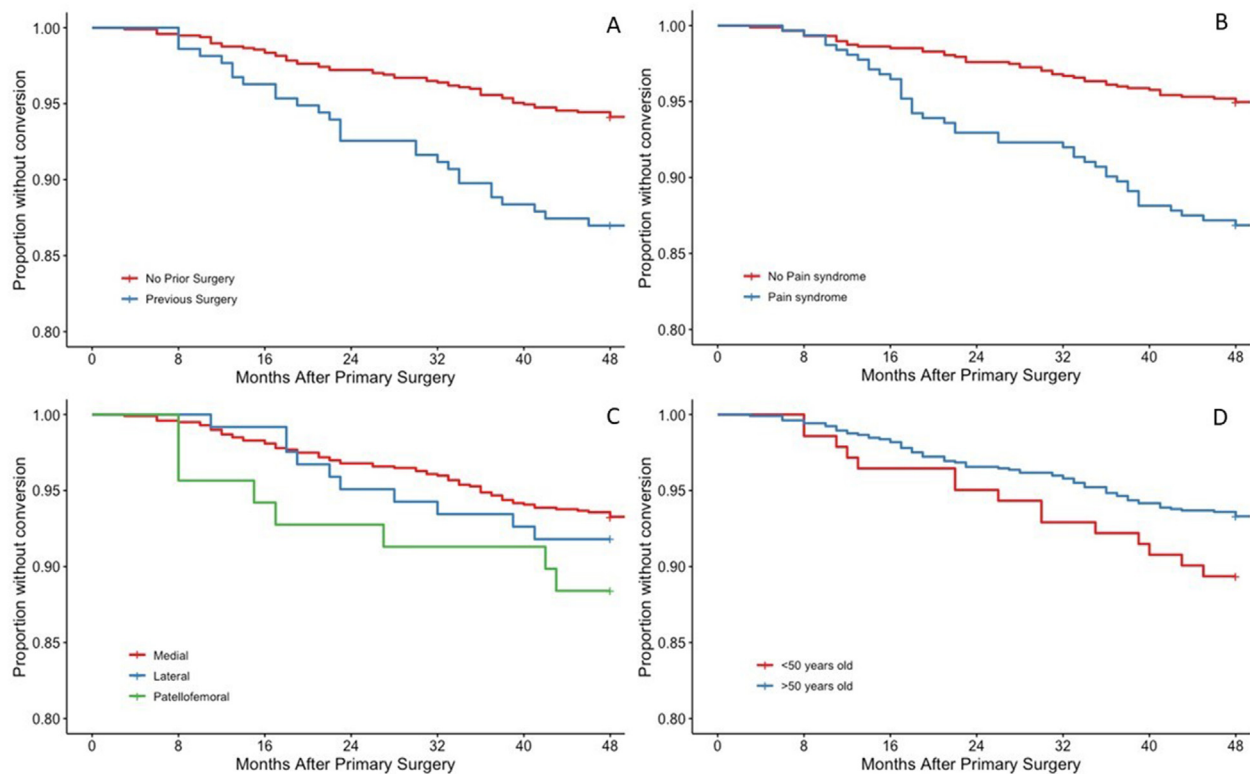 A
1.00
0.95
0.90
0.85
0.80
Proportion without conversion
No Prior Surgery
Previous Surgery
0 8 16 24 32 40 48
Months After Primary Surgery
B
1.00
0.95
0.90
0.85
0.80
Proportion without conversion
No Pain syndrome
Pain syndrome
0 8 16 24 32 40 48
Months After Primary Surgery
C
1.00
0.95
0.90
0.85
0.80
Proportion without conversion
Medial
Lateral
Patellofemoral
0 8 16 24 32 40 48
Months After Primary Surgery
D
1.00
0.95
0.90
0.85
0.80
Proportion without conversion
<50 years old
>50 years old
0 8 16 24 32 40 48
Months After Primary Surgery